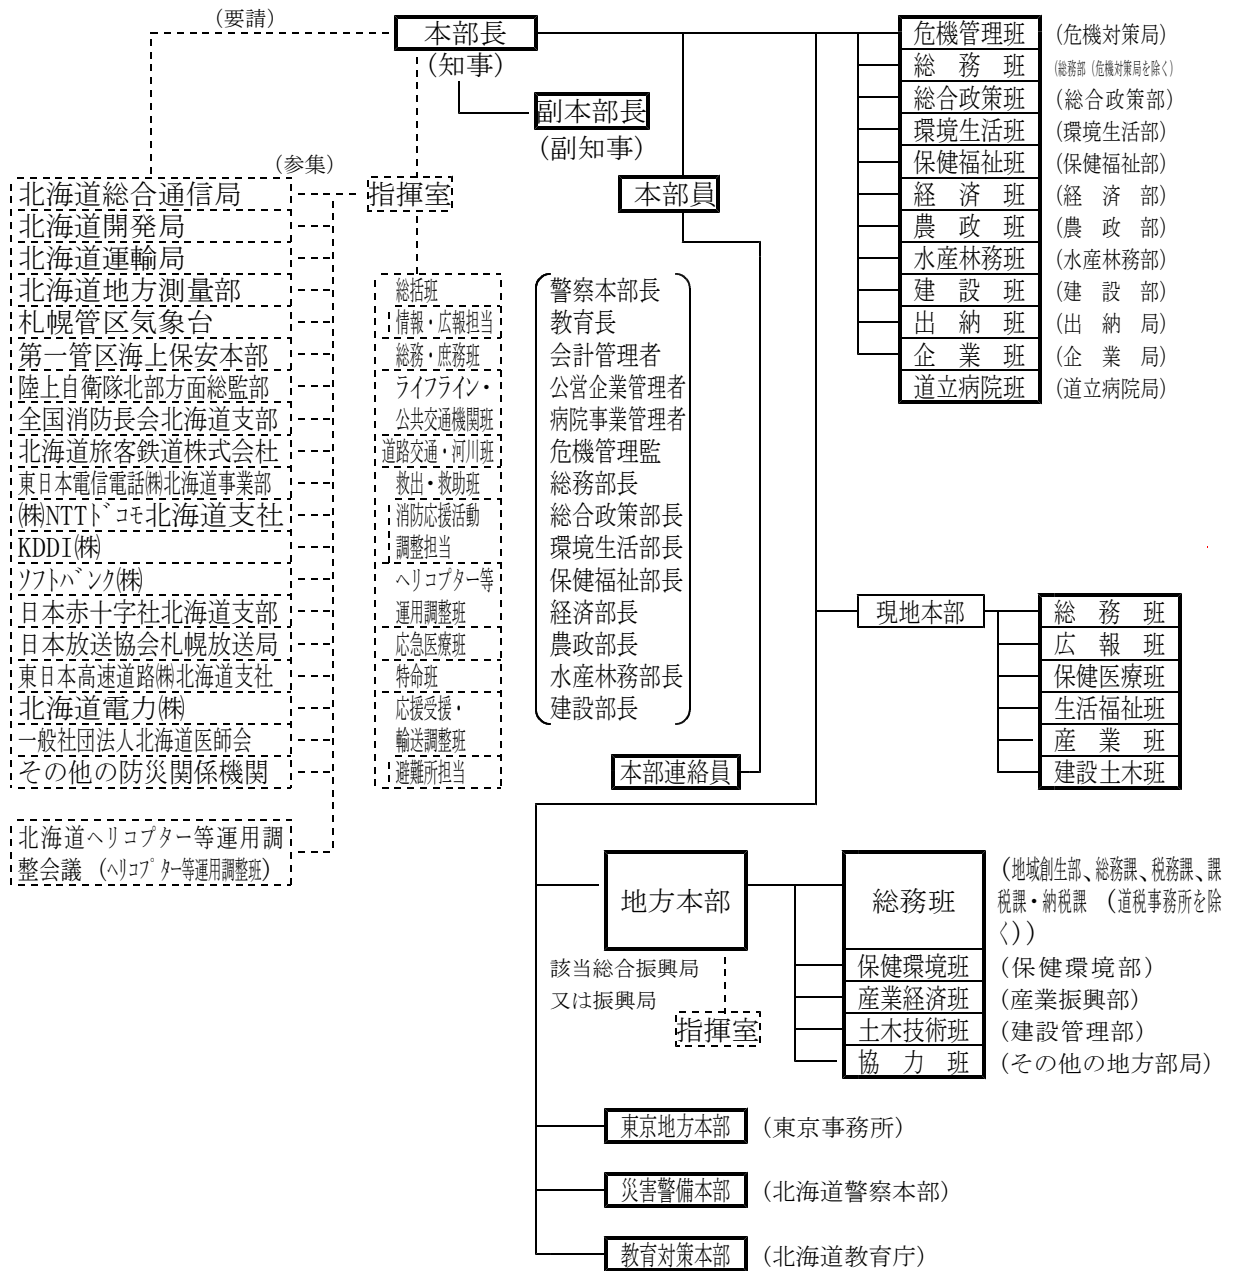 （要請）
本部長
（知事）
副本部長
（副知事）
本部員
危機管理班 （危機対策局）
総　務　班 （総務部（危機対策局を除く）
総合政策班 （総合政策部）
環境生活班 （環境生活部）
保健福祉班 （保健福祉部）
経　済　班 （経　済　部）
農　政　班 （農　政　部）
水産林務班 （水産林務部）
建　設　班 （建　設　部）
出　納　班 （出　納　局）
企　業　班 （企　業　局）
道立病院班 （道立病院局）
（参集）
指揮室
北海道総合通信局
北海道開発局
北海道運輸局
北海道地方測量部
札幌管区気象台
第一管区海上保安本部
陸上自衛隊北部方面総監部
全国消防長会北海道支部
北海道旅客鉄道株式会社
東日本電信電話㈱北海道事業部
㈱NTTﾄﾞｺﾓ北海道支社
KDDI㈱
ソフトバンク㈱
日本赤十字社北海道支部
日本放送協会札幌放送局
東日本高速道路㈱北海道支社
北海道電力㈱
一般社団法人北海道医師会
その他の防災関係機関
北海道ヘリコプター等運用調
整会議（ヘリコプター等運用調整班）
総括班
情報・広報担当
総務・庶務班
ライフライン・
公共交通機関班
道路交通・河川班
救出・救助班
消防応援活動
調整担当
ヘリコプター等
運用調整班
応急医療班
特命班
応援受援・
輸送調整班
避難所担当
警察本部長
教育長
会計管理者
公営企業管理者
病院事業管理者
危機管理監
総務部長
総合政策部長
環境生活部長
保健福祉部長
経済部長
農政部長
水産林務部長
建設部長
本部連絡員
現地本部
総　務　班
広　報　班
保健医療班
生活福祉班
産　業　班
建設土木班
地方本部
該当総合振興局
又は振興局
指揮室
総務班
（地域創生部、総務課、税務課、課
税課・納税課　（道税事務所を除
く））
保健環境班 （保健環境部）
産業経済班 （産業振興部）
土木技術班 （建設管理部）
協　力　班 （その他の地方部局）
東京地方本部 （東京事務所）
災害警備本部 （北海道警察本部）
教育対策本部 （北海道教育庁）